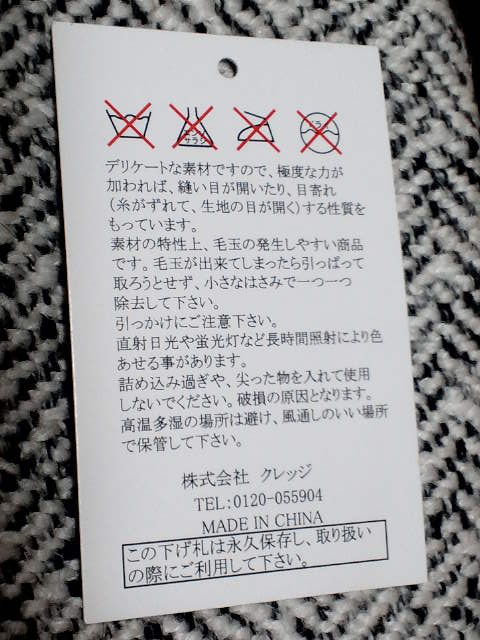 エンソ
サラシ
ドライ
デリケートな素材ですので、極度な力が
加われば、縫い目が開いたり、目寄れ
(糸がずれて、生地の目が開く)する性質を
もっています。
素材の特性上、毛玉の発生しやすい商品
です。毛玉が出来てしまったら引っぱって
取ろうとせず、小さなはさみで一つ一つ
除去して下さい。
引っかけにご注意下さい。
直射日光や蛍光灯など長時間照射により色
あせる事があります。
詰め込み過ぎや、尖った物を入れて使用
しないでください。破損の原因となります。
高温多湿の場所は避け、風通しのいい場所
で保管して下さい。
株式会社 クレッジ
TEL:0120-055904
MADE IN CHINA
この下げ札は永久保存し、取り扱い
の際にご利用して下さい。